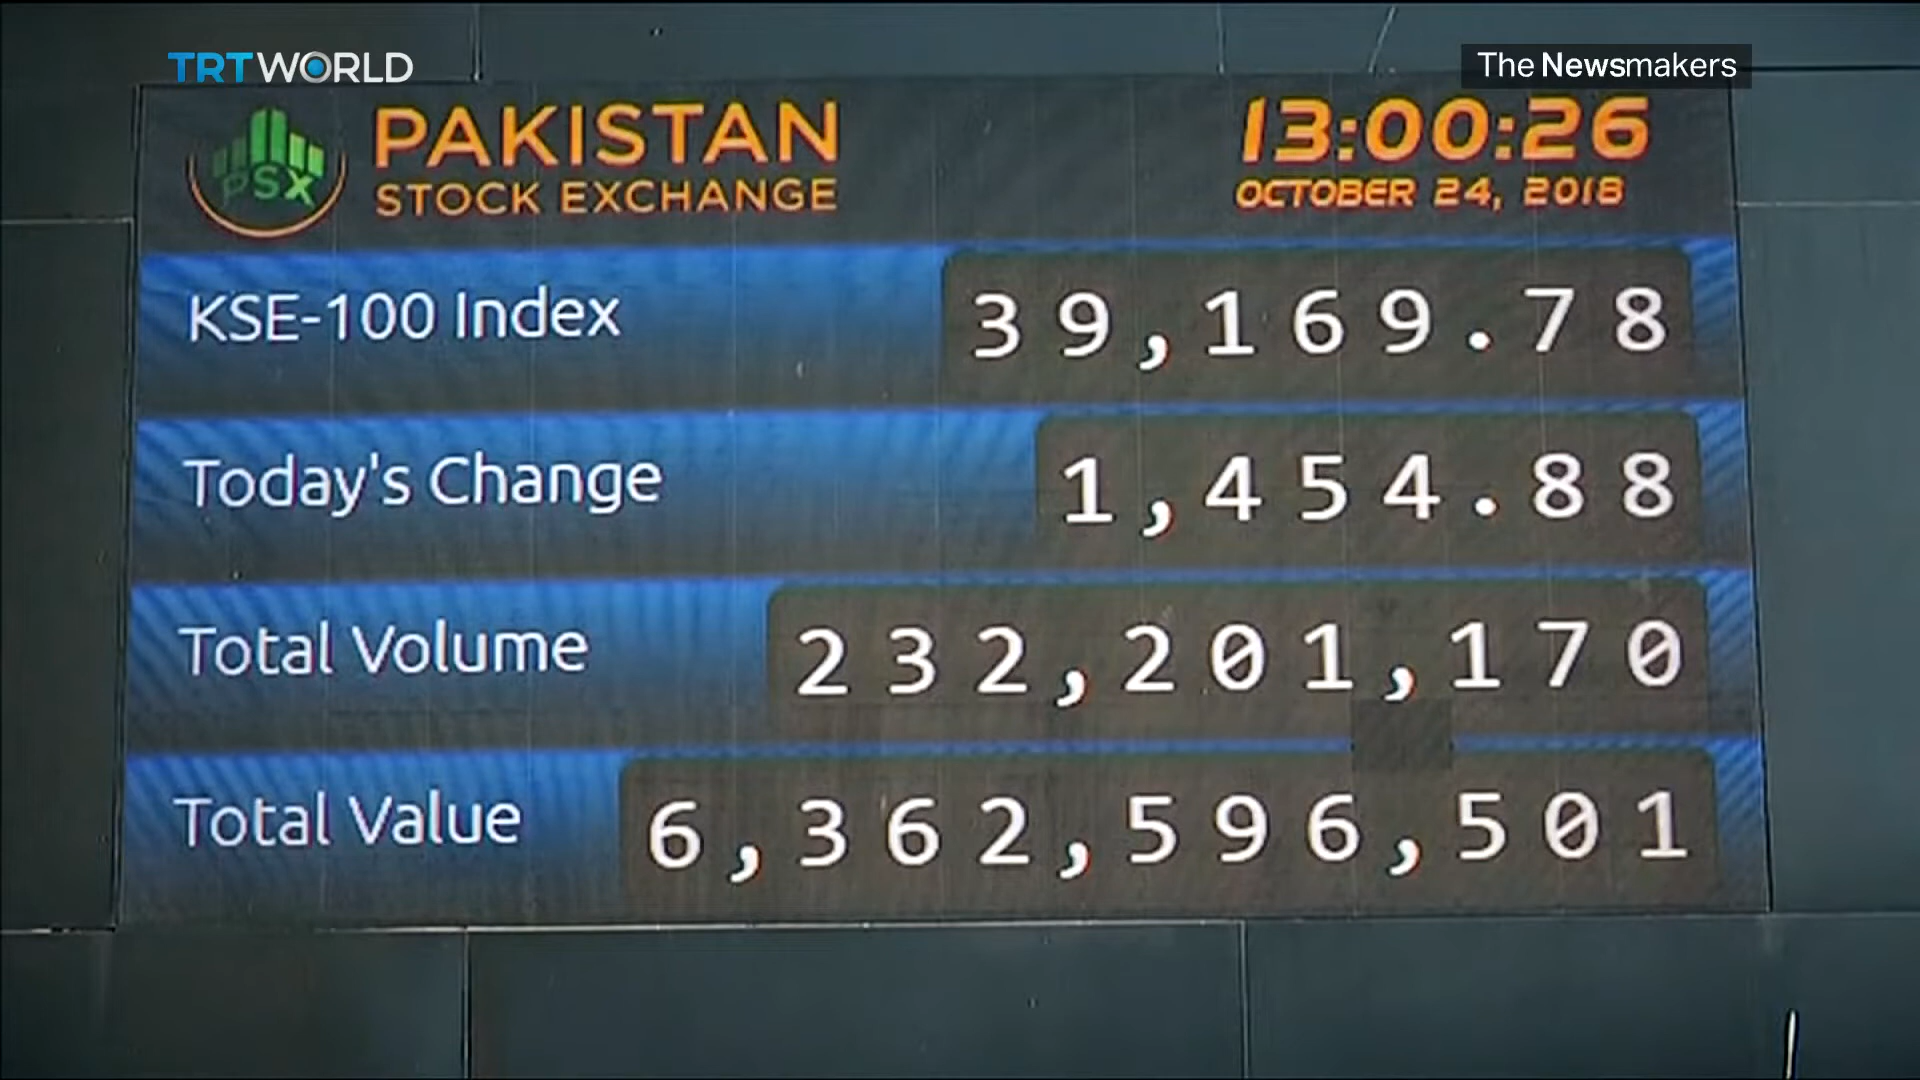 TRT WORLD
The Newsmakers
PSX
PAKISTAN
STOCK EXCHANGE
13:00:26
OCTOBER 24, 2018
KSE-100 Index 39,169.78
Today's Change 1,454.88
Total Volume 232,201,170
Total Value 6,362,596,501